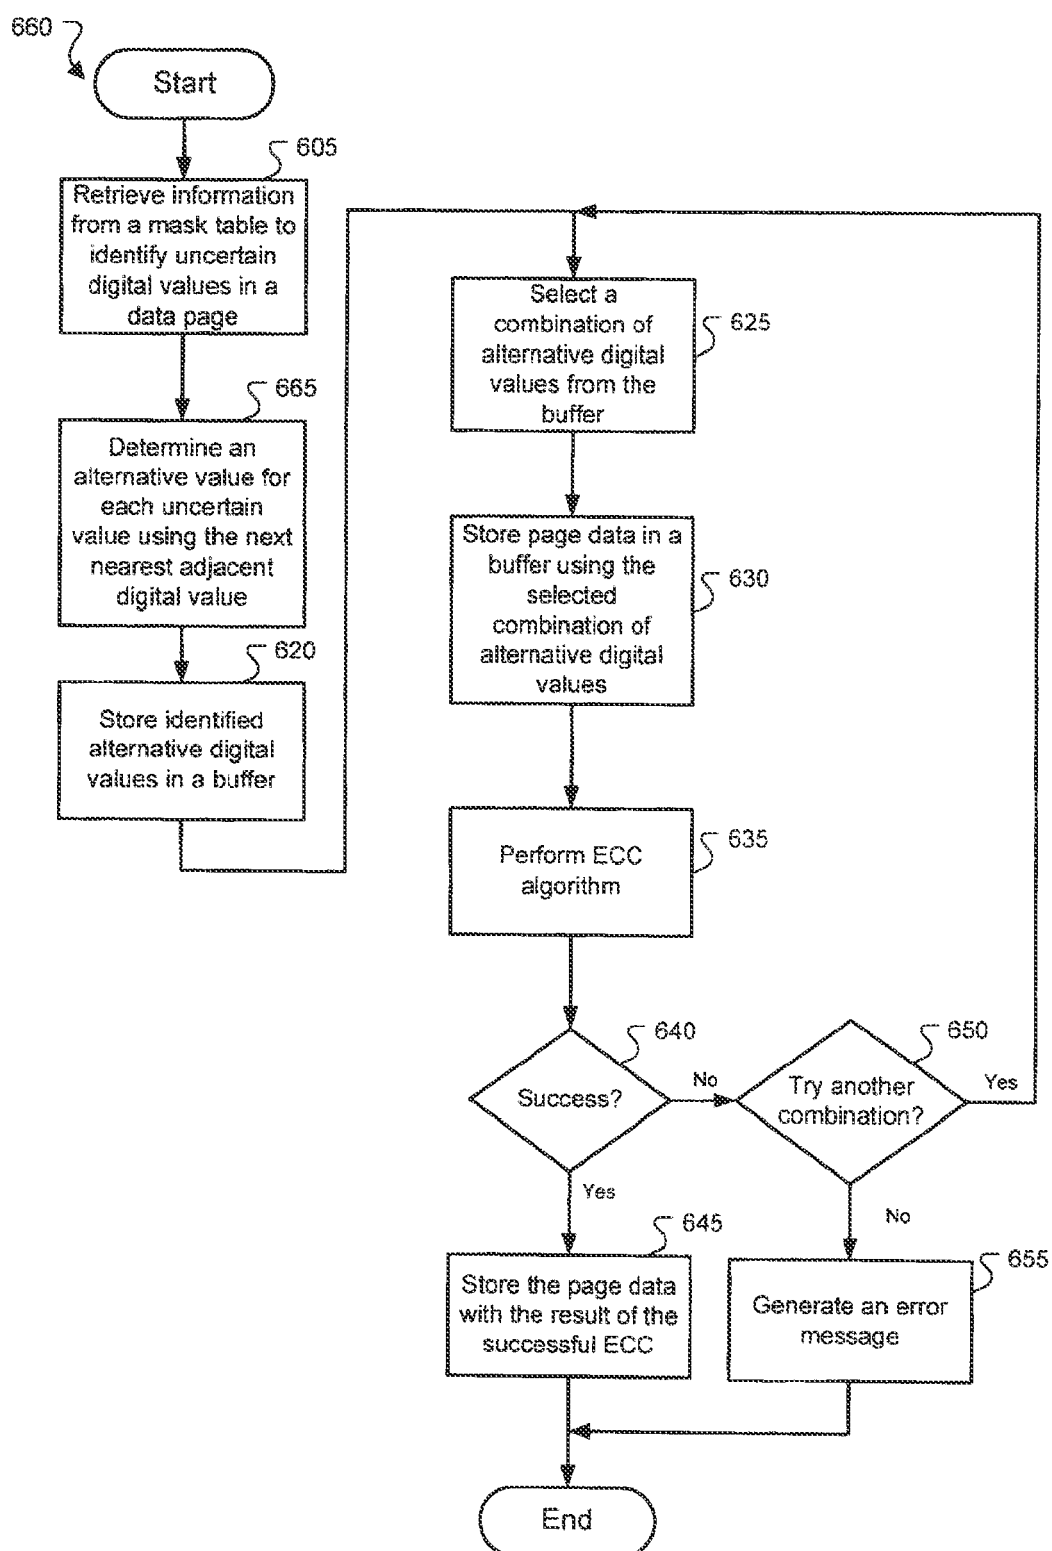 660
Start
605
Retrieve information
from a mask table to
identify uncertain
digital values in a
data page
665
Determine an
alternative value for
each uncertain
value using the next
nearest adjacent
digital value
620
Store identified
alternative digital
values in a buffer
Select a
combination of
alternative digital
values from the
buffer
625
Store page data in a
buffer using the
selected
combination of
alternative digital
values
630
Perform ECC
algorithm
635
640
Success?
No
650
Try another
combination?
Yes
Yes
No
645
Store the page data
with the result of the
successful ECC
655
Generate an error
message
End